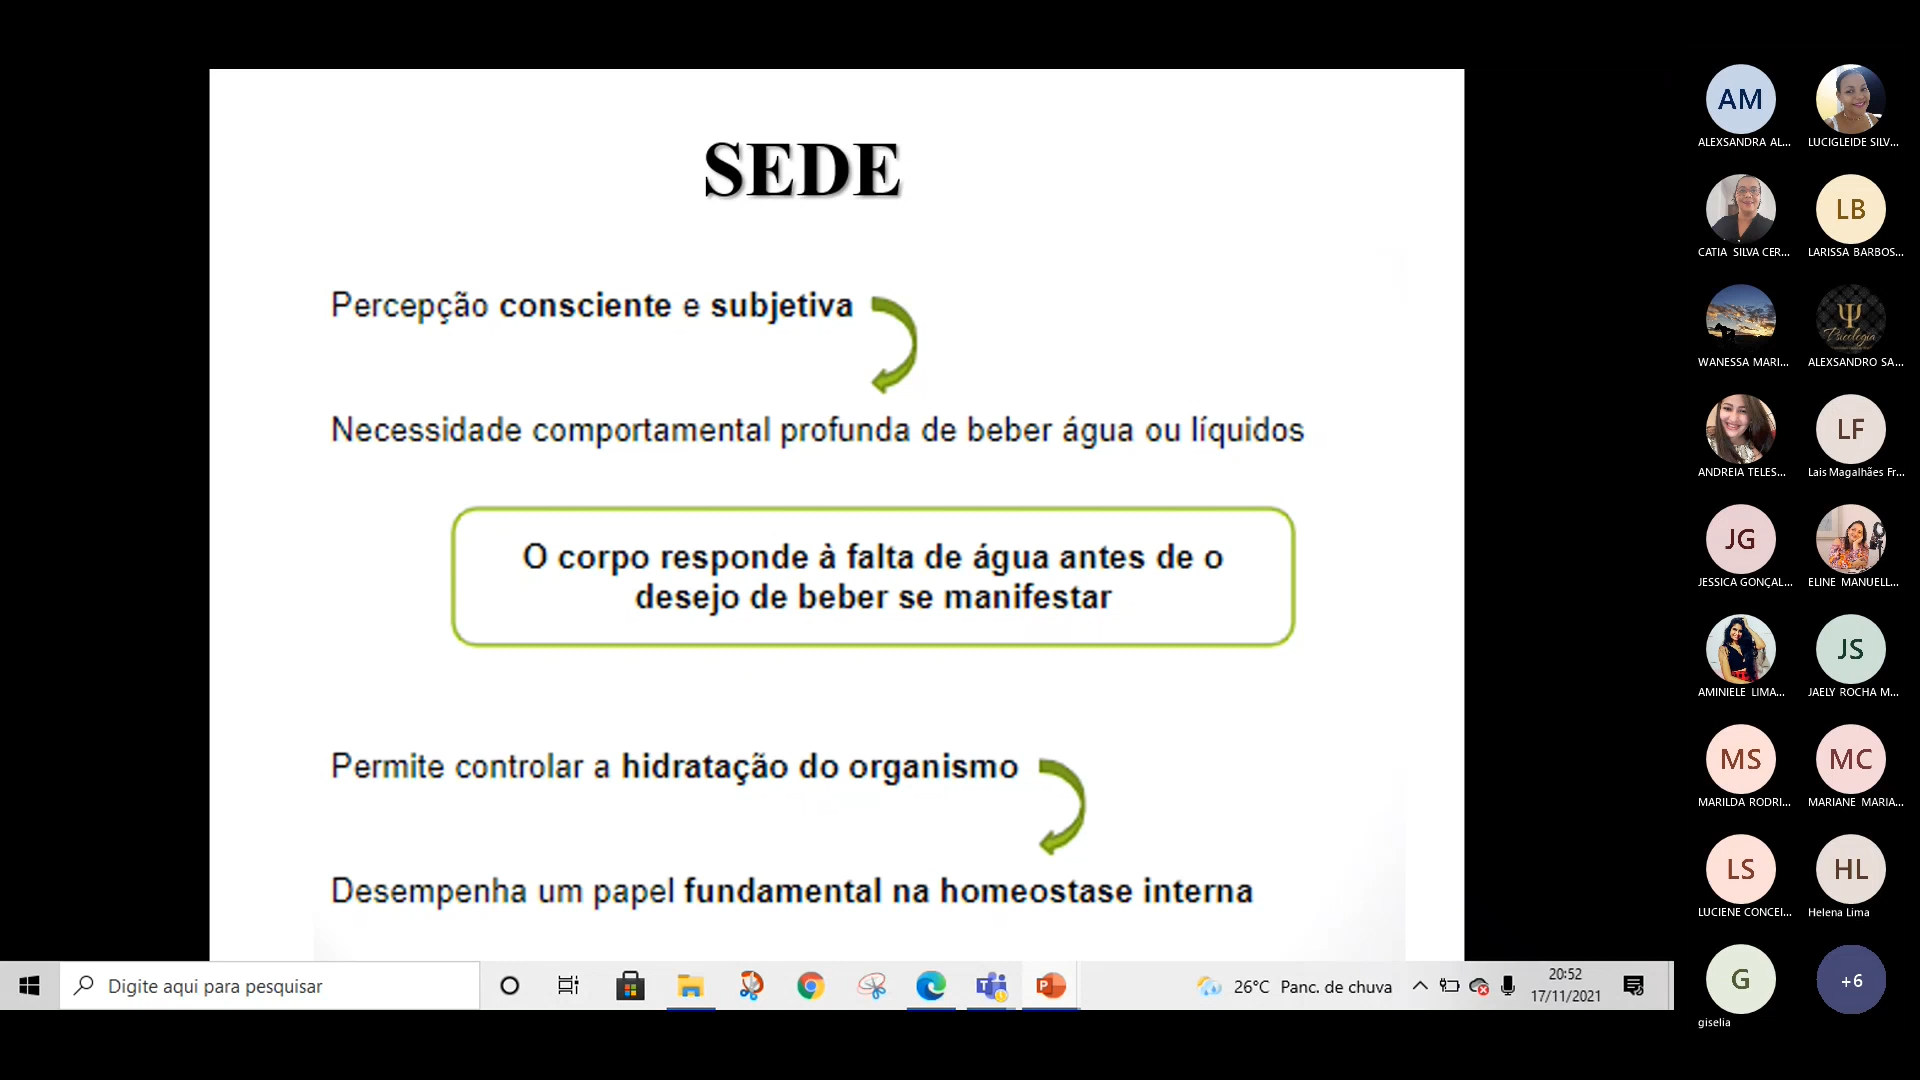 SEDE
Percepção consciente e subjetiva
Necessidade comportamental profunda de beber água ou líquidos
O corpo responde à falta de água antes de o
desejo de beber se manifestar
Permite controlar a hidratação do organismo
Desempenha um papel fundamental na homeostase interna
AM
ALEXSANDRA AL...
LUCIGLEIDE SILV...
CATIA SILVA CER...
LB
LARISSA BARBOS...
WANESSA MARI...
Ψ
Psicologia
ALEXSANDRO SA...
ANDREIA TELES...
LF
Lais Magalhães Fr...
JG
JESSICA GONÇAL...
ELINE MANUELL...
AMINIELE LIMA...
JS
JAELY ROCHA M...
MS
MARILDA RODRI...
MC
MARIANE MARIA...
LS
LUCIENE CONCEI...
HL
Helena Lima
G
giselia
+6
Digite aqui para pesquisar
26°C Panc. de chuva
20:52
17/11/2021